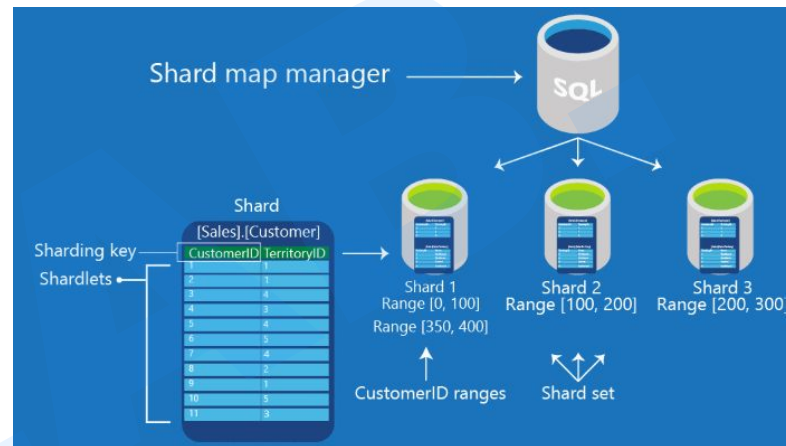 Shard map manager
SQL
Shard
[Sales].[Customer]
Sharding key
CustomerID TerritoryID
Shardlets
1 1
2 1
3 4
4 3
5 4
6 5
7 4
8 2
9 1
10 5
11 3
Shard 1
Range [0, 100]
Range [350, 400]
Shard 2
Range [100, 200]
Shard 3
Range [200, 300]
CustomerID ranges
Shard set